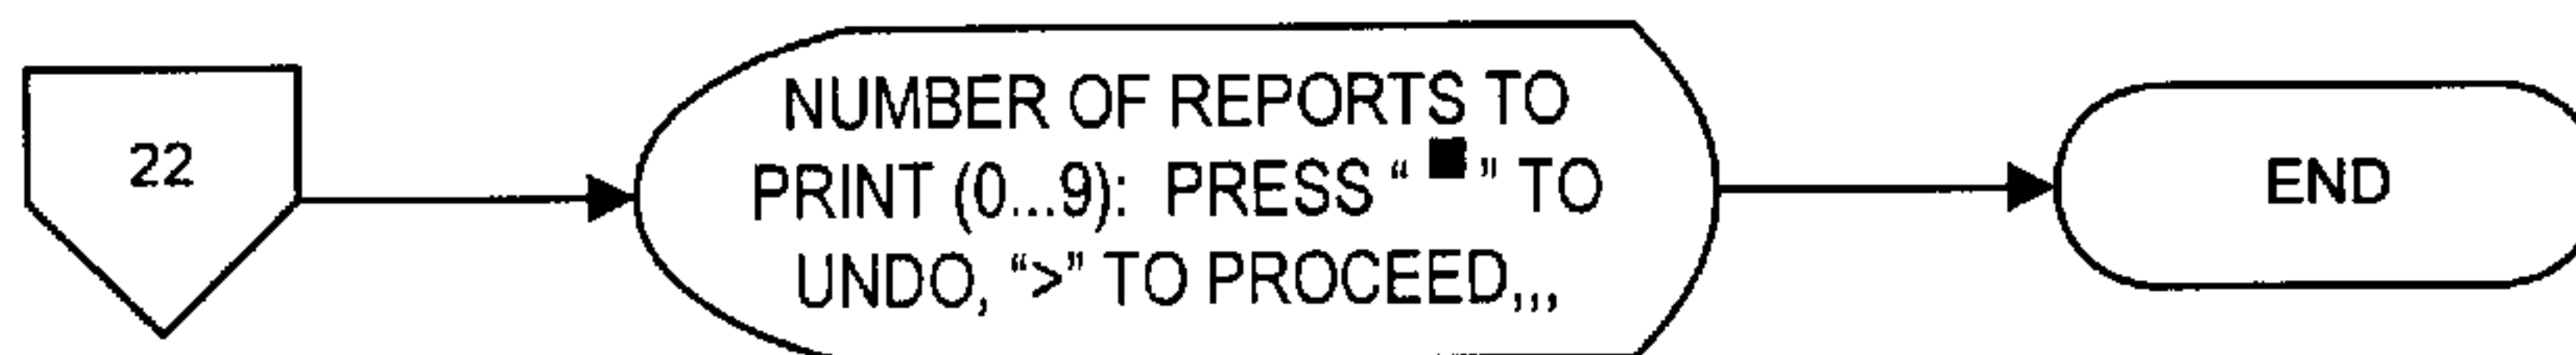 22
NUMBER OF REPORTS TO
PRINT (0...9): PRESS “ ■ ” TO
UNDO, “>” TO PROCEED,,,
END